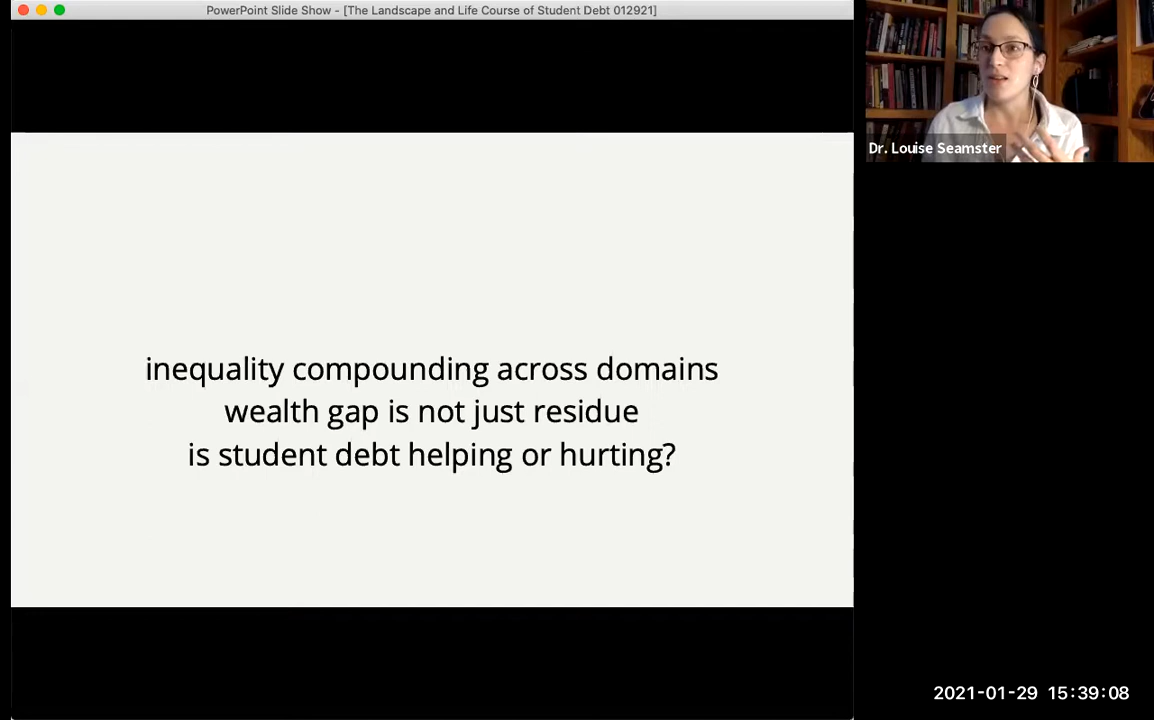 PowerPoint Slide Show - [The Landscape and Life Course of Student Debt 012921]
Dr. Louise Seamster
inequality compounding across domains
wealth gap is not just residue
is student debt helping or hurting?
2021-01-29 15:39:08